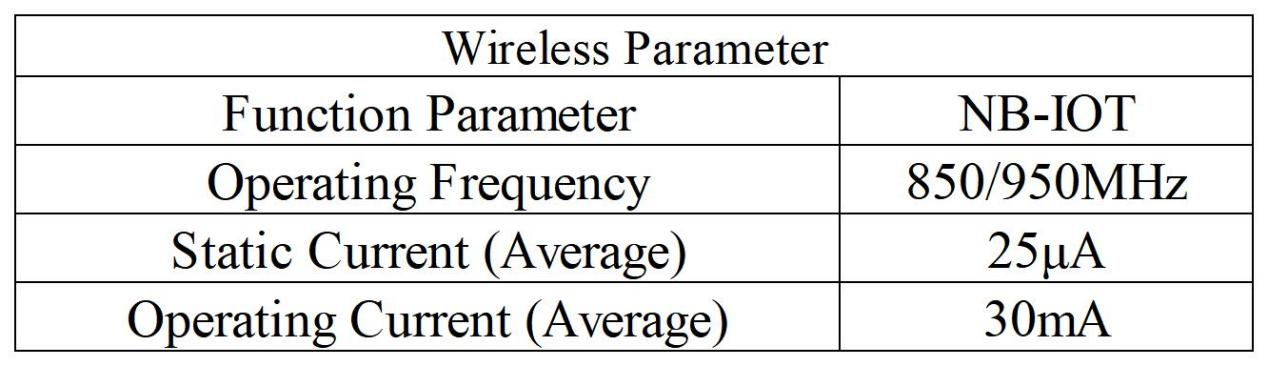 Wireless Parameter
Function Parameter NB-IOT
Operating Frequency 850/950MHz
Static Current (Average) 25μA
Operating Current (Average) 30mA